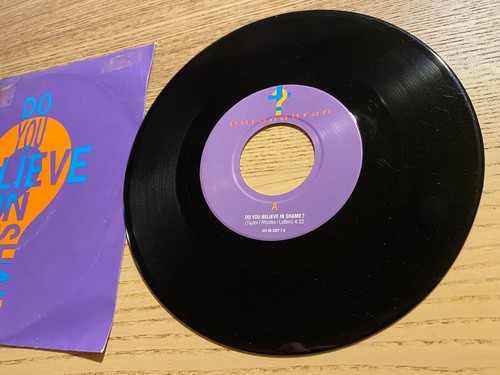 DO
YOU
LIEVE
IN
S
?
Duranduran
A
DO YOU BELIEVE IN SHAME?
(Taylor/Rhodes/LeBon) 4:22